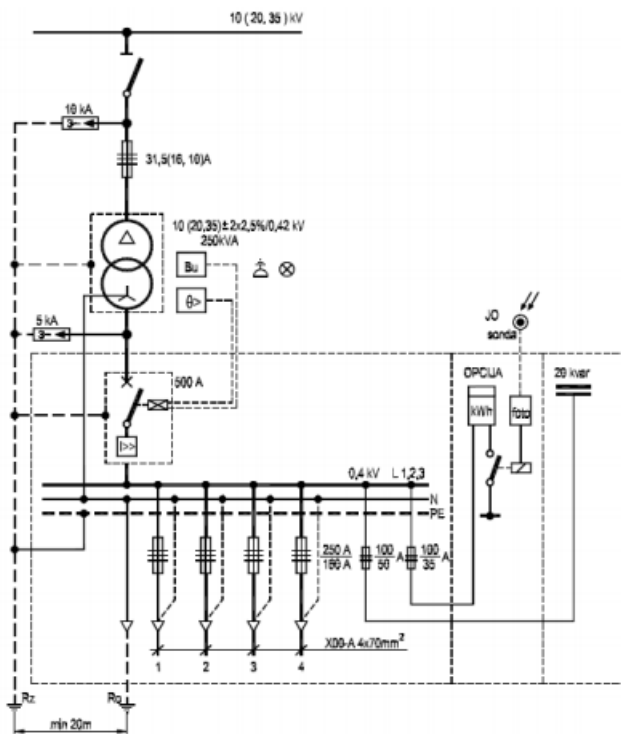 10 ( 20, 35 ) kV
10 kA
31,5(16, 10)A
10 (20,35)±2x2,5%/0,42 kV
250kVA
Bu
θ>
5 kA
JO
sonda
500 A
OPCIJA
20 kvar
kWh
foto
I>>
0,4 kV L 1,2,3
N
PE
250 A
160 A
100
50
A
100
35
A
X00-A 4x70mm²
1
2
3
4
Rz
Ro
min 20m